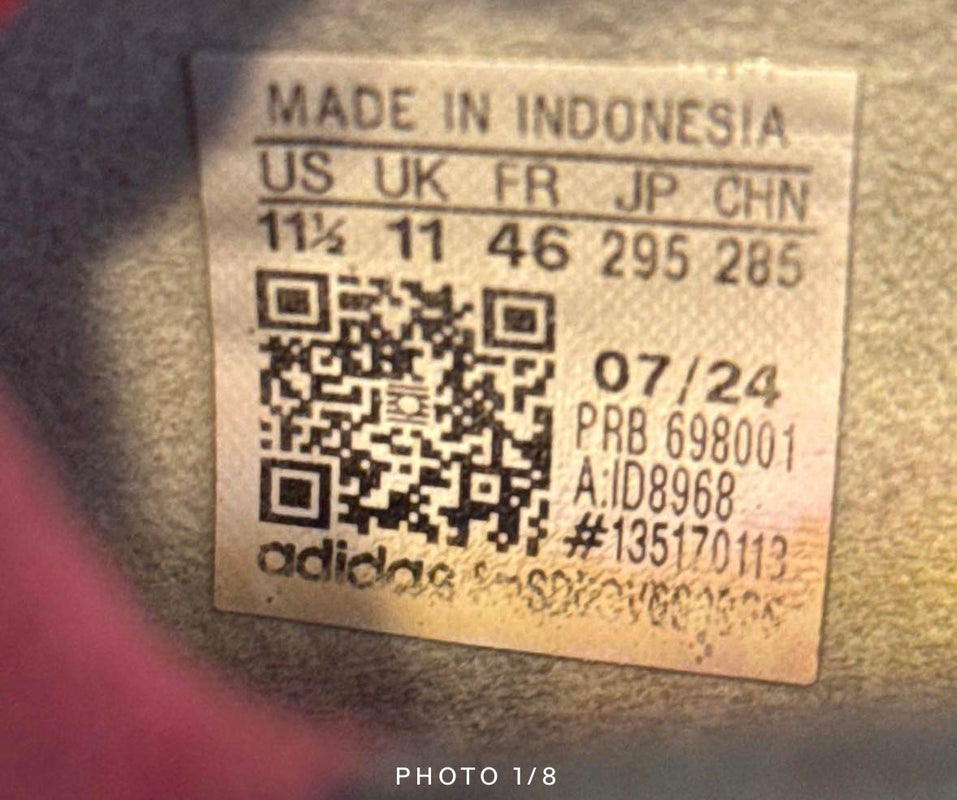 MADE IN INDONESIA
US UK FR JP CHN
11½ 11 46 295 285
07/24
PRB 698001
A:ID8968
#135170113
adidas
PHOTO 1/8